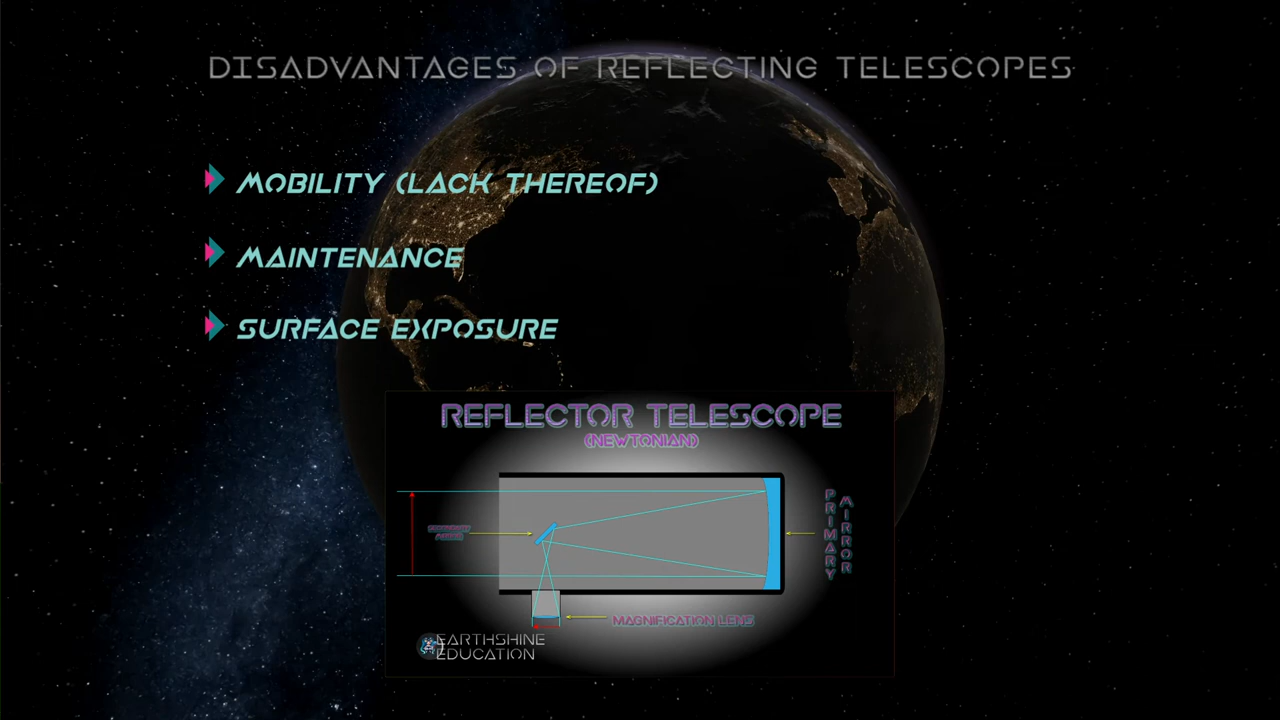 DISADVANTAGES OF REFLECTING TELESCOPES
MOBILITY (LACK THEREOF)
MAINTENANCE
SURFACE EXPOSURE
REFLECTOR TELESCOPE
(NEWTONIAN)
PRIMARY
MIRROR
MAGNIFICATION LENS
EARTHSHINE
EDUCATION